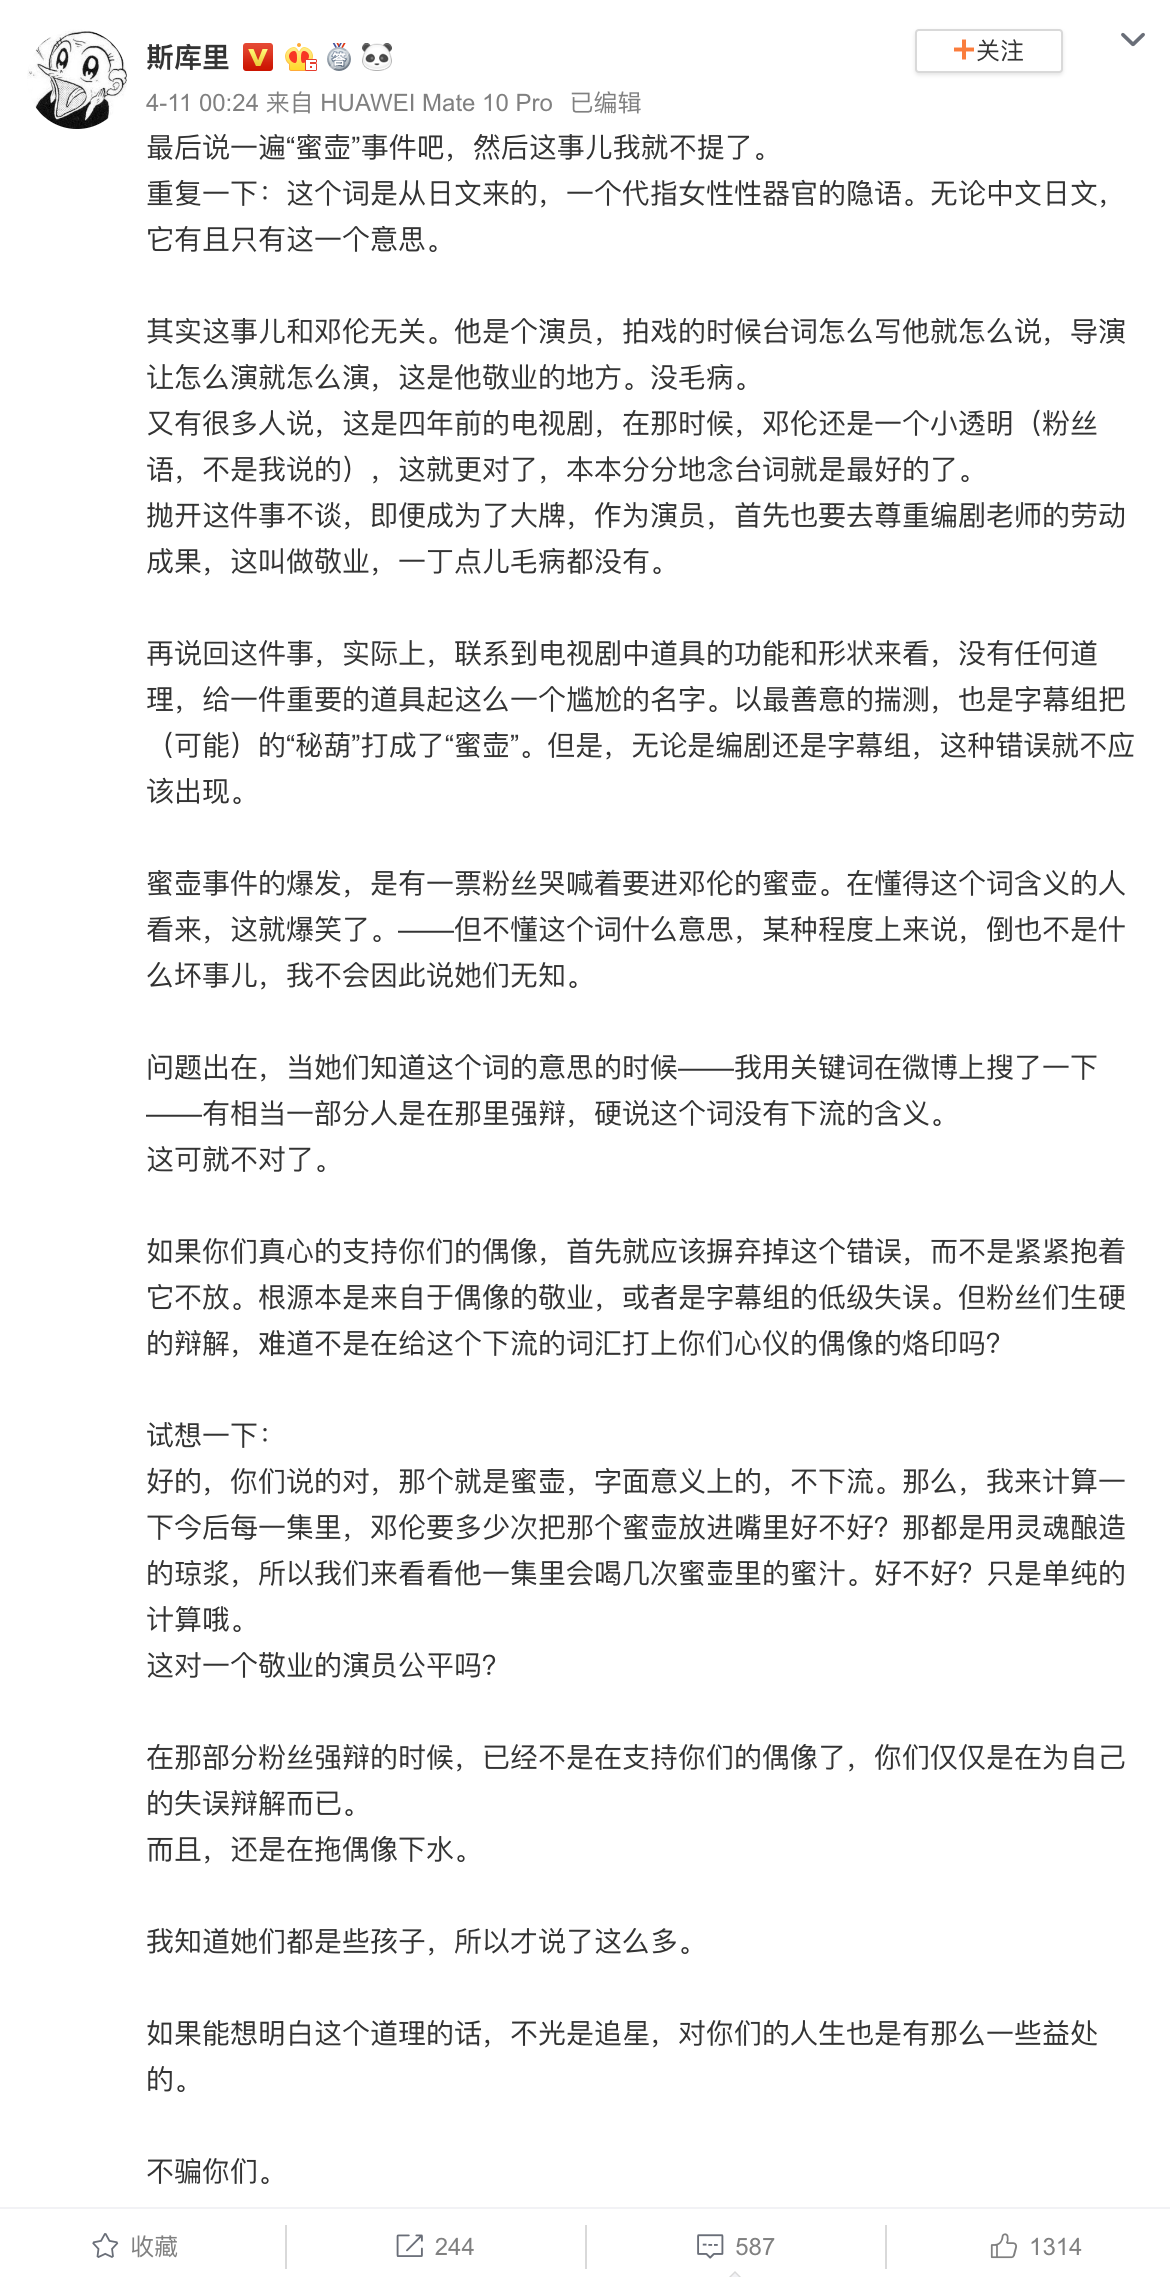 斯库里
+关注
4-11 00:24 来自 HUAWEI Mate 10 Pro 已编辑
最后说一遍“蜜壶”事件吧，然后这事儿我就不提了。
重复一下：这个词是从日文来的，一个代指女性性器官的隐语。无论中文日文，
它有且只有这一个意思。
其实这事儿和邓伦无关。他是个演员，拍戏的时候台词怎么写他就怎么说，导演
让怎么演就怎么演，这是他敬业的地方。没毛病。
又有很多人说，这是四年前的电视剧，在那时候，邓伦还是一个小透明（粉丝
语，不是我说的），这就更对了，本本分分地念台词就是最好的了。
抛开这件事不谈，即便成为了大牌，作为演员，首先也要去尊重编剧老师的劳动
成果，这叫做敬业，一丁点儿毛病都没有。
再说回这件事，实际上，联系到电视剧中道具的功能和形状来看，没有任何道
理，给一件重要的道具起这么一个尴尬的名字。以最善意的揣测，也是字幕组把
（可能）的“秘葫”打成了“蜜壶”。但是，无论是编剧还是字幕组，这种错误就不应
该出现。
蜜壶事件的爆发，是有一票粉丝哭喊着要进邓伦的蜜壶。在懂得这个词含义的人
看来，这就爆笑了。——但不懂这个词什么意思，某种程度上来说，倒也不是什
么坏事儿，我不会因此说她们无知。
问题出在，当她们知道这个词的意思的时候——我用关键词在微博上搜了一下
——有相当一部分人是在那里强辩，硬说这个词没有下流的含义。
这可就不对了。
如果你们真心的支持你们的偶像，首先就应该摒弃掉这个错误，而不是紧紧抱着
它不放。根源本是来自于偶像的敬业，或者是字幕组的低级失误。但粉丝们生硬
的辩解，难道不是在给这个下流的词汇打上你们心仪的偶像的烙印吗？
试想一下：
好的，你们说的对，那个就是蜜壶，字面意义上的，不下流。那么，我来计算一
下今后每一集里，邓伦要多少次把那个蜜壶放进嘴里好不好？那都是用灵魂酿造
的琼浆，所以我们来看看他一集里会喝几次蜜壶里的蜜汁。好不好？只是单纯的
计算哦。
这对一个敬业的演员公平吗？
在那部分粉丝强辩的时候，已经不是在支持你们的偶像了，你们仅仅是在为自己
的失误辩解而已。
而且，还是在拖偶像下水。
我知道她们都是些孩子，所以才说了这么多。
如果能想明白这个道理的话，不光是追星，对你们的人生也是有那么一些益处
的。
不骗你们。
收藏 244 587 1314